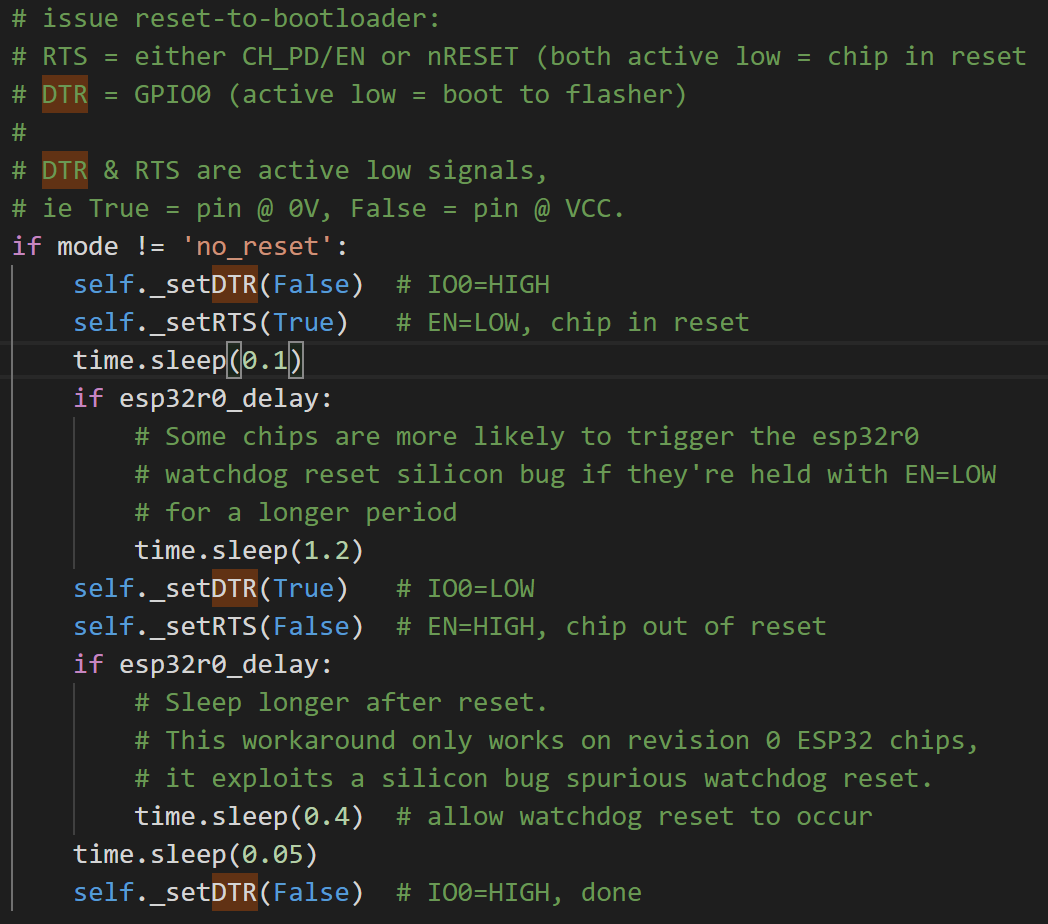 # issue reset-to-bootloader:
# RTS = either CH_PD/EN or nRESET (both active low = chip in reset
# DTR = GPIO0 (active low = boot to flasher)
#
# DTR & RTS are active low signals,
# ie True = pin @ 0V, False = pin @ VCC.
if mode != 'no_reset':
    self._setDTR(False)  # IO0=HIGH
    self._setRTS(True)   # EN=LOW, chip in reset
    time.sleep(0.1)
    if esp32r0_delay:
        # Some chips are more likely to trigger the esp32r0
        # watchdog reset silicon bug if they're held with EN=LOW
        # for a longer period
        time.sleep(1.2)
    self._setDTR(True)   # IO0=LOW
    self._setRTS(False)  # EN=HIGH, chip out of reset
    if esp32r0_delay:
        # Sleep longer after reset.
        # This workaround only works on revision 0 ESP32 chips,
        # it exploits a silicon bug spurious watchdog reset.
        time.sleep(0.4)  # allow watchdog reset to occur
    time.sleep(0.05)
    self._setDTR(False)  # IO0=HIGH, done